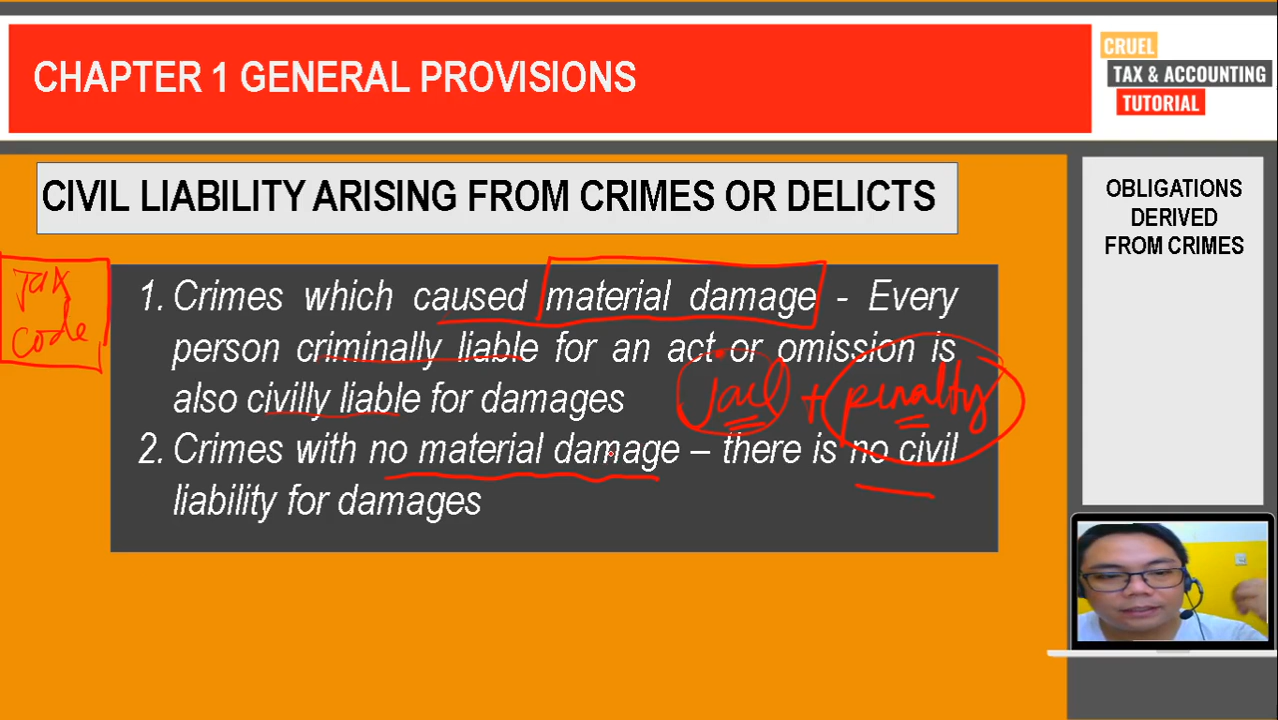 CHAPTER 1 GENERAL PROVISIONS
CRUEL
TAX & ACCOUNTING
TUTORIAL
CIVIL LIABILITY ARISING FROM CRIMES OR DELICTS
OBLIGATIONS
DERIVED
FROM CRIMES
Tax
Code
1. Crimes which caused material damage - Every
person criminally liable for an act or omission is
also civilly liable for damages
Jail + penalty
2. Crimes with no material damage – there is no civil
liability for damages